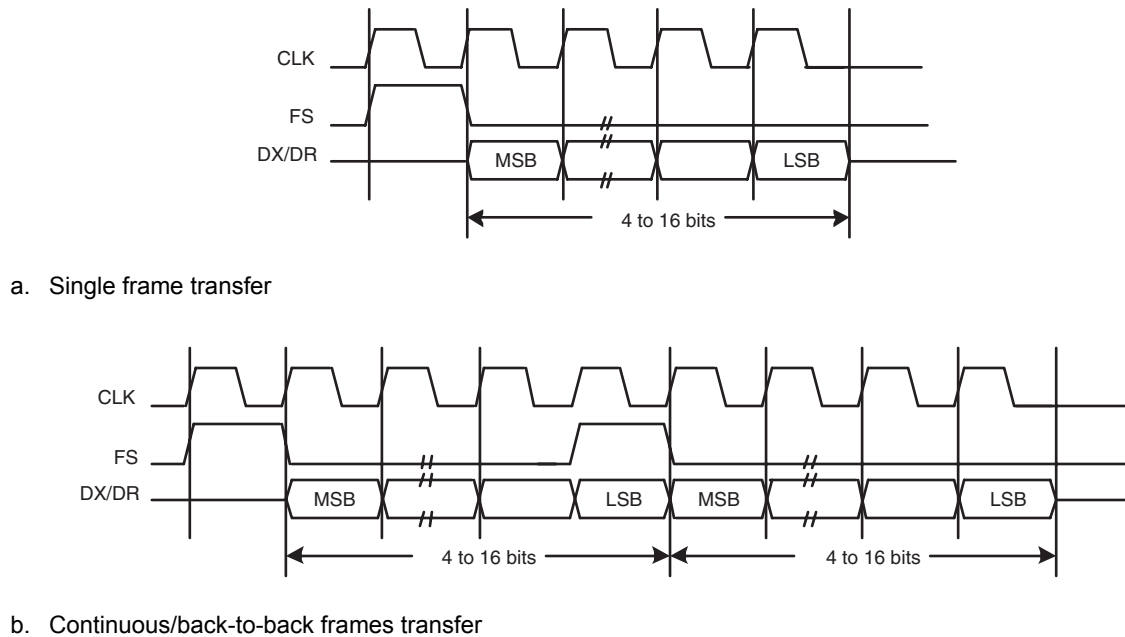 CLK
FS
DX/DR
MSB
LSB
4 to 16 bits
a. Single frame transfer
CLK
FS
DX/DR
MSB
LSB
MSB
LSB
4 to 16 bits
4 to 16 bits
b. Continuous/back-to-back frames transfer